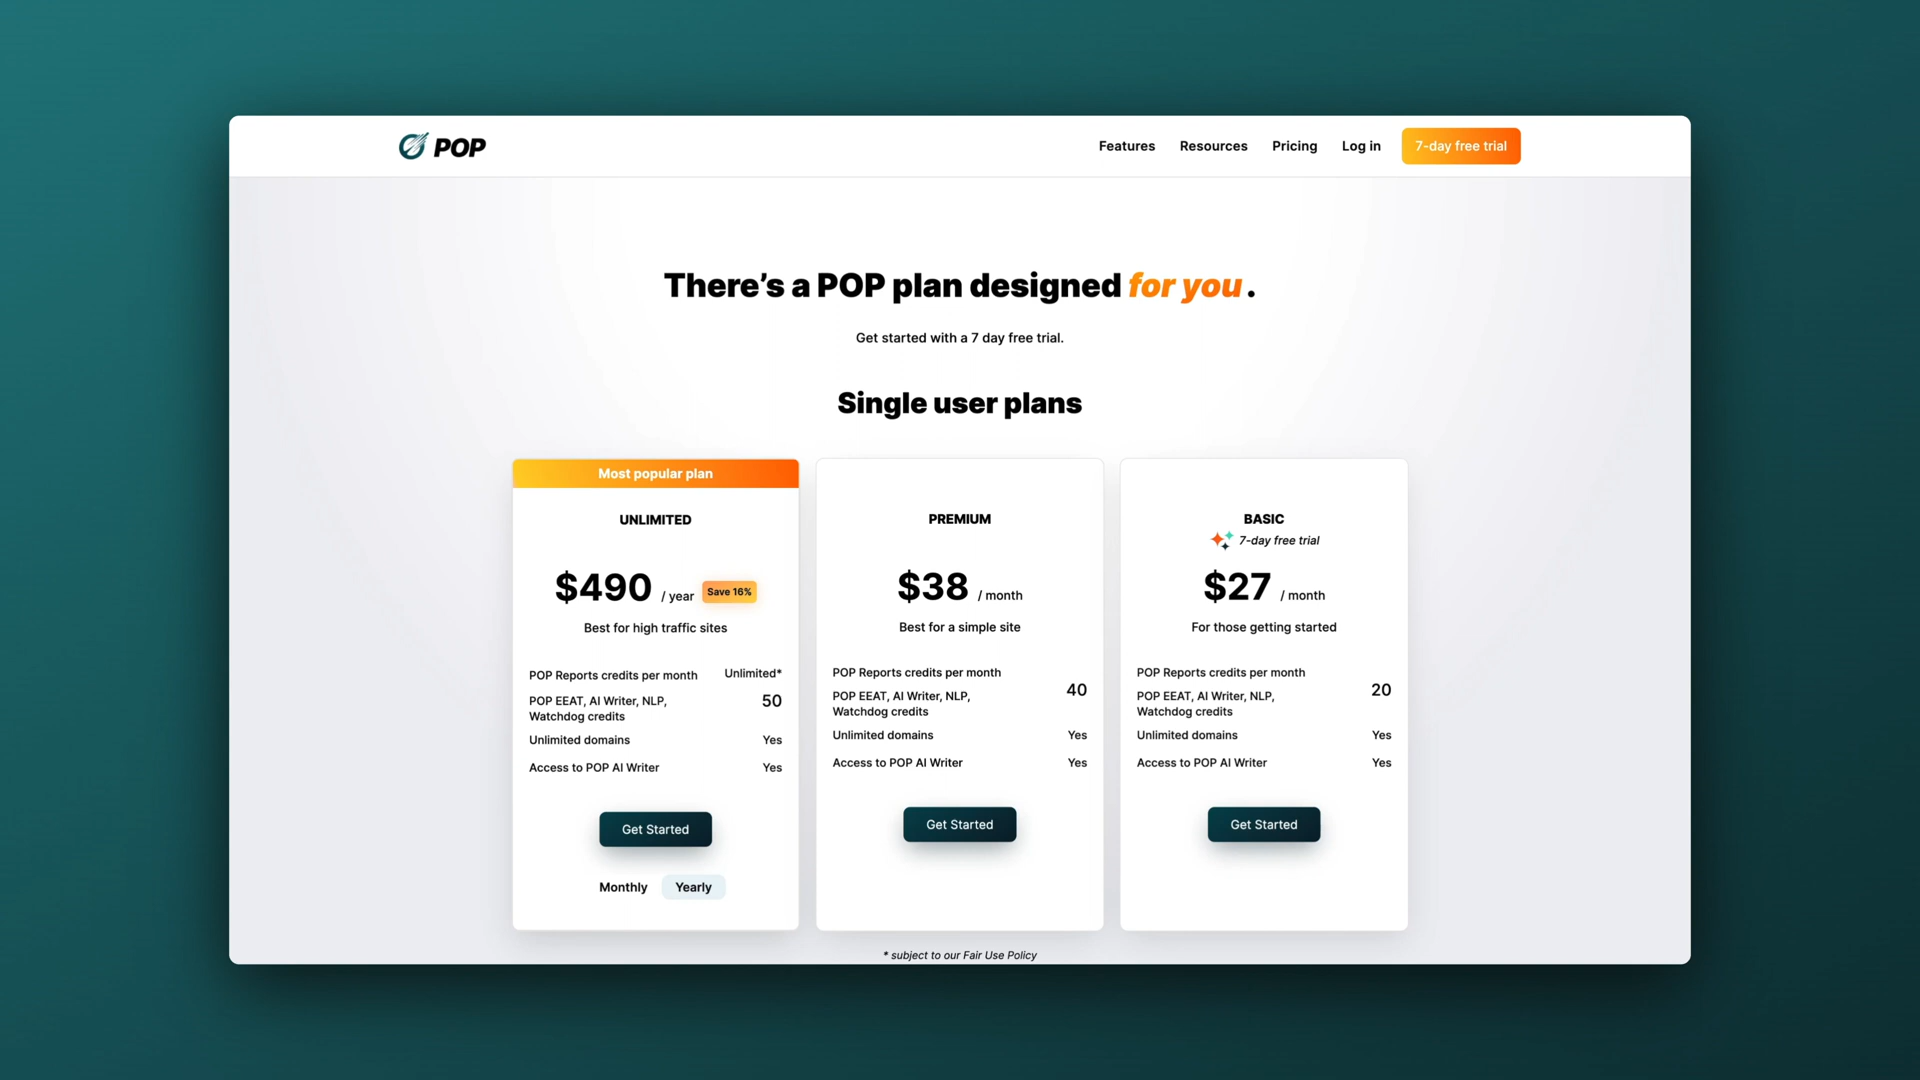 POP
Features Resources Pricing Log in 7-day free trial
There's a POP plan designed for you.
Get started with a 7 day free trial.
Single user plans
Most popular plan
UNLIMITED
$490 / year Save 16%
Best for high traffic sites
POP Reports credits per month Unlimited*
POP EEAT, AI Writer, NLP, 50
Watchdog credits
Unlimited domains Yes
Access to POP AI Writer Yes
Get Started
Monthly Yearly
PREMIUM
$38 / month
Best for a simple site
POP Reports credits per month
40
POP EEAT, AI Writer, NLP,
Watchdog credits
Unlimited domains Yes
Access to POP AI Writer Yes
Get Started
BASIC
7-day free trial
$27 / month
For those getting started
POP Reports credits per month
20
POP EEAT, AI Writer, NLP,
Watchdog credits
Unlimited domains Yes
Access to POP AI Writer Yes
Get Started
* subject to our Fair Use Policy